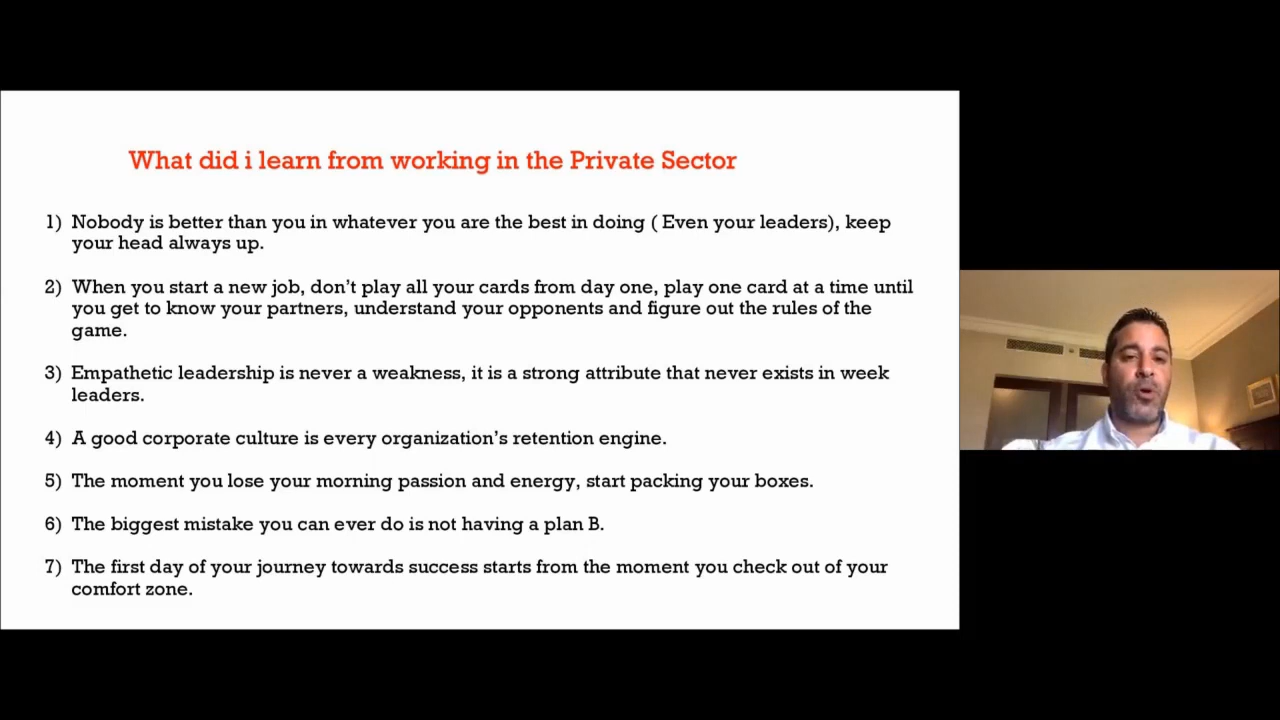 What did i learn from working in the Private Sector
1) Nobody is better than you in whatever you are the best in doing ( Even your leaders), keep
your head always up.
2) When you start a new job, don’t play all your cards from day one, play one card at a time until
you get to know your partners, understand your opponents and figure out the rules of the
game.
3) Empathetic leadership is never a weakness, it is a strong attribute that never exists in week
leaders.
4) A good corporate culture is every organization’s retention engine.
5) The moment you lose your morning passion and energy, start packing your boxes.
6) The biggest mistake you can ever do is not having a plan B.
7) The first day of your journey towards success starts from the moment you check out of your
comfort zone.